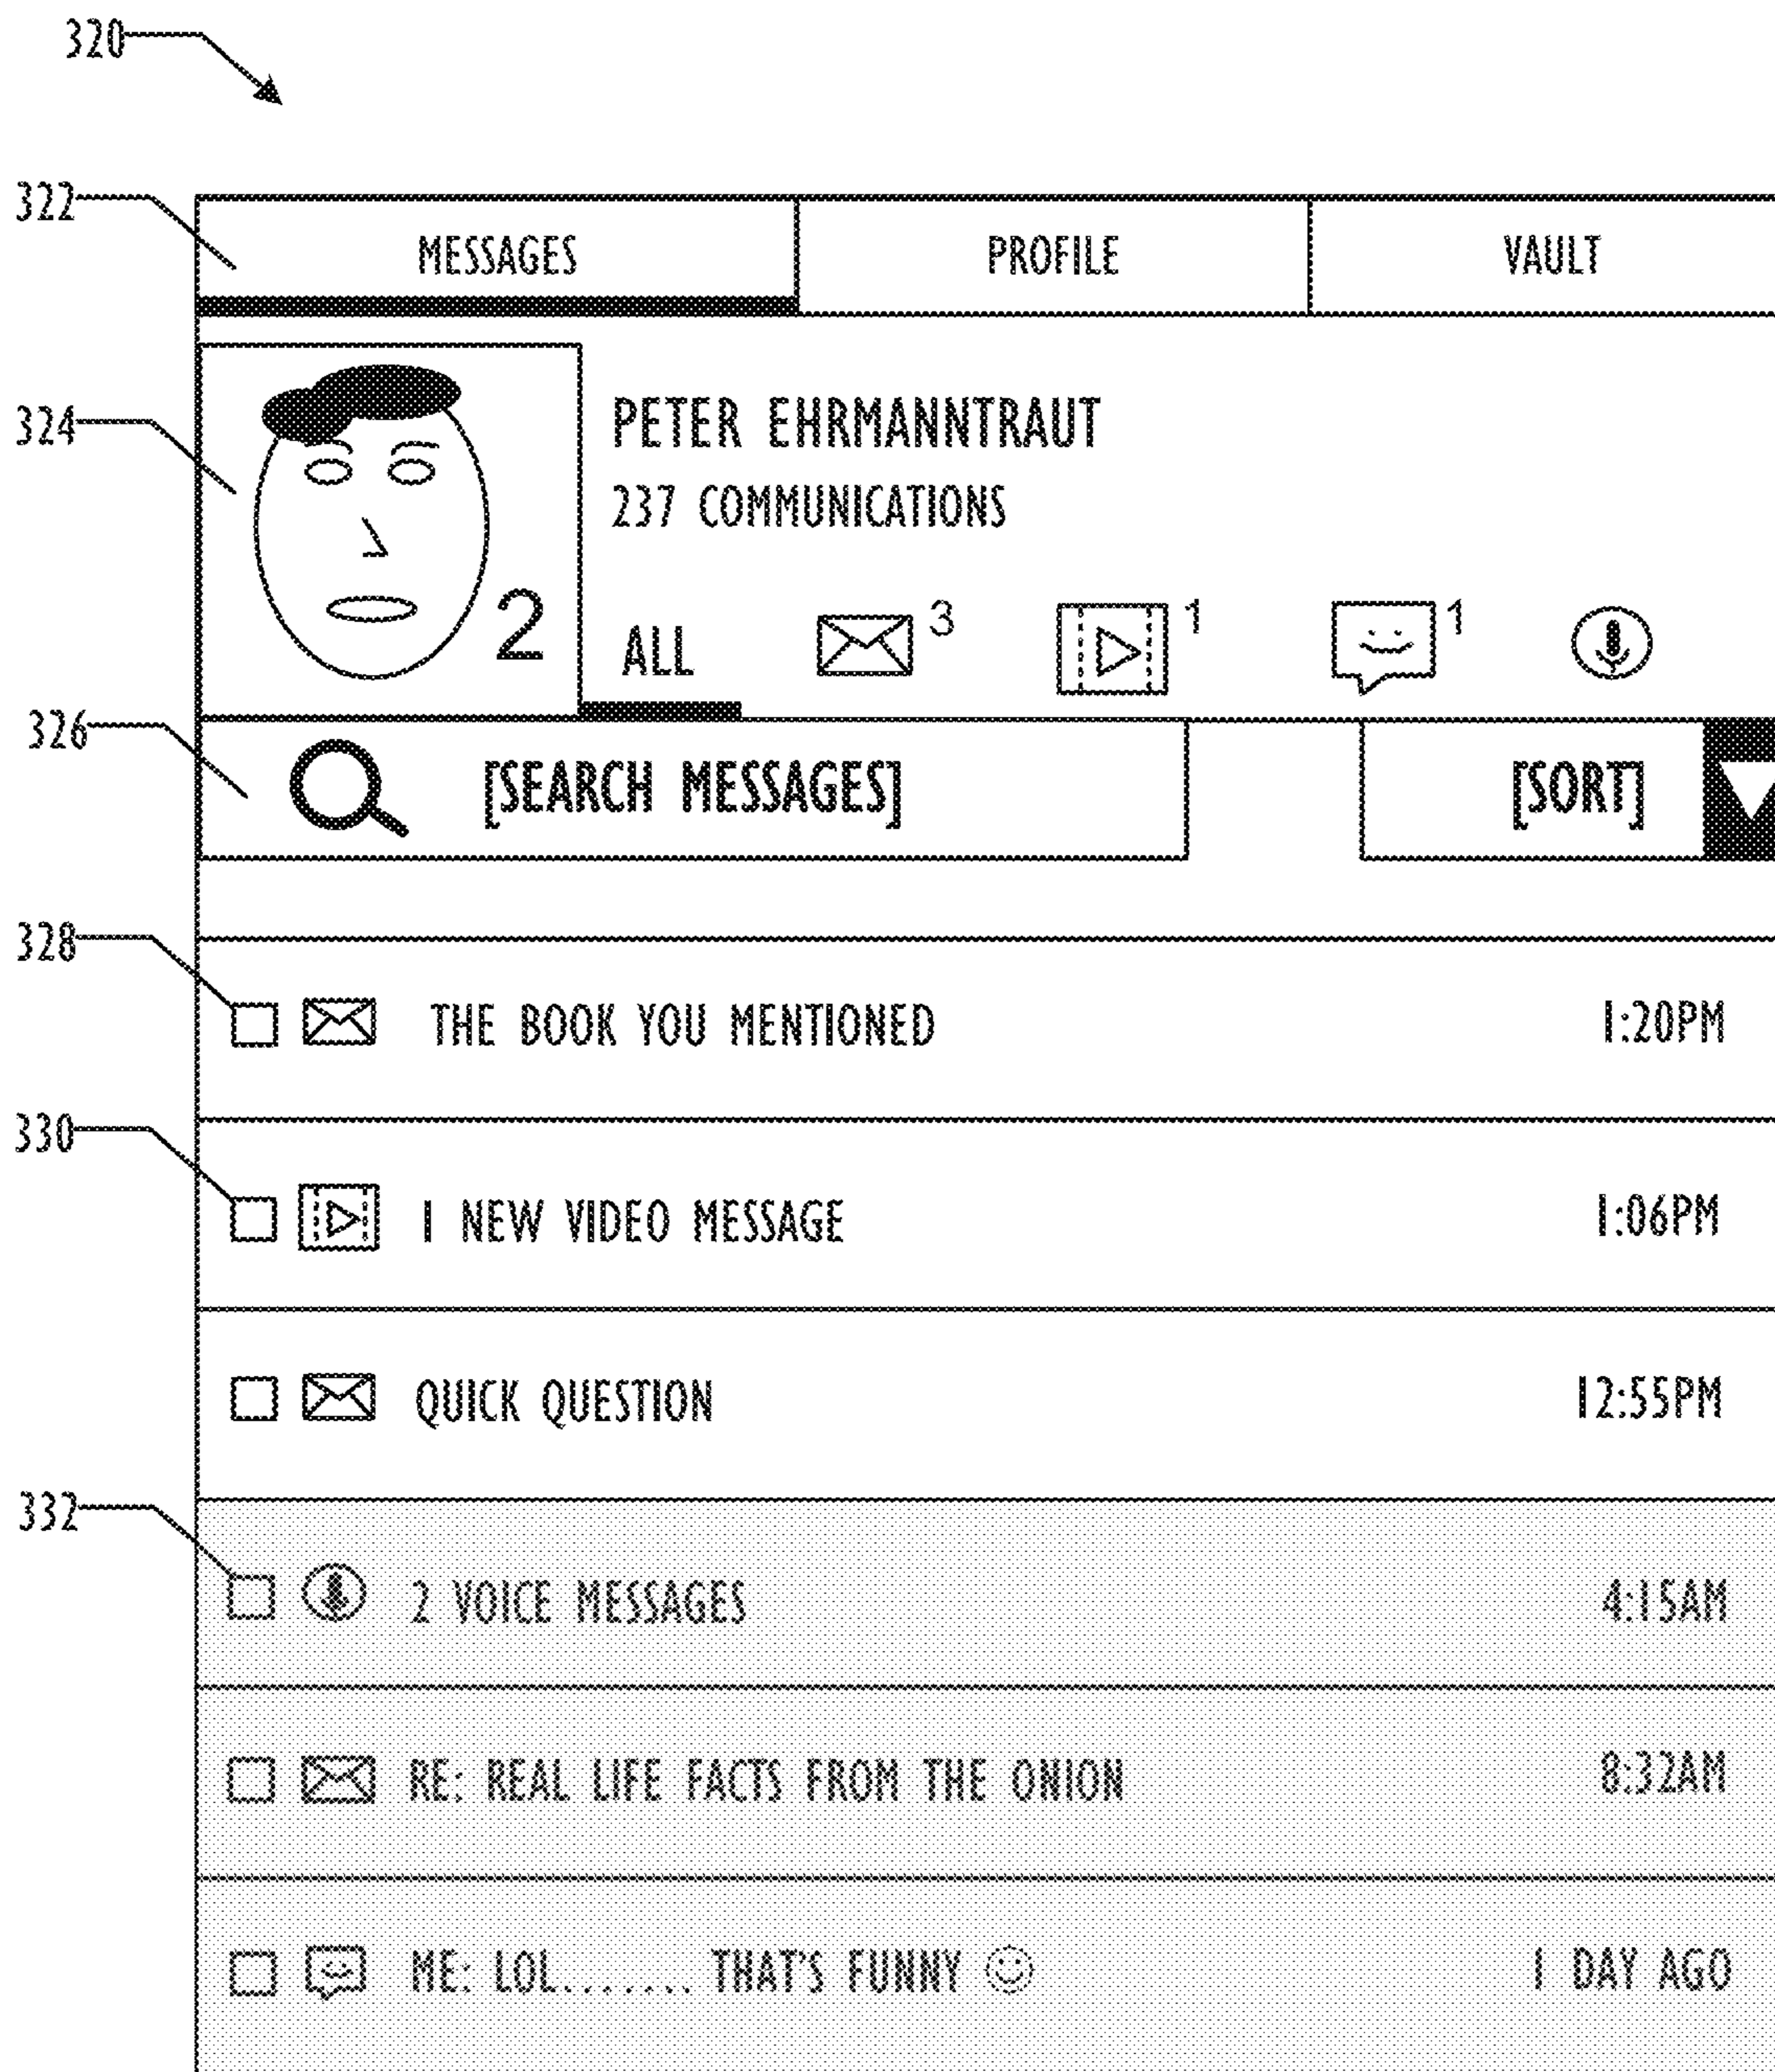 320
322 MESSAGES PROFILE VAULT
324 PETER EHRMANNTRAUT
237 COMMUNICATIONS
2 ALL 3 1 1
326 [SEARCH MESSAGES] [SORT]
328 THE BOOK YOU MENTIONED 1:20PM
330 1 NEW VIDEO MESSAGE 1:06PM
QUICK QUESTION 12:55PM
332 2 VOICE MESSAGES 4:15AM
RE: REAL LIFE FACTS FROM THE ONION 8:32AM
ME: LOL....... THAT'S FUNNY ☺ 1 DAY AGO